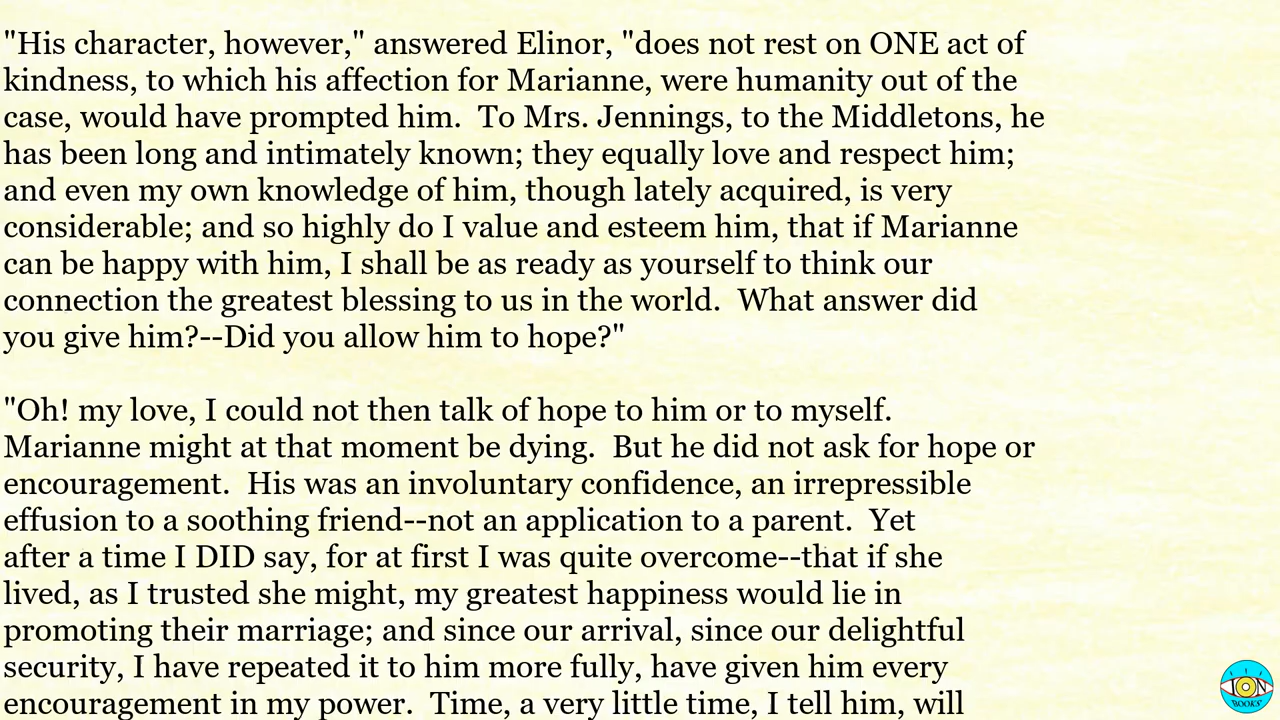 "His character, however," answered Elinor, "does not rest on ONE act of
kindness, to which his affection for Marianne, were humanity out of the
case, would have prompted him.  To Mrs. Jennings, to the Middletons, he
has been long and intimately known; they equally love and respect him;
and even my own knowledge of him, though lately acquired, is very
considerable; and so highly do I value and esteem him, that if Marianne
can be happy with him, I shall be as ready as yourself to think our
connection the greatest blessing to us in the world.  What answer did
you give him?--Did you allow him to hope?"
"Oh! my love, I could not then talk of hope to him or to myself.
Marianne might at that moment be dying.  But he did not ask for hope or
encouragement.  His was an involuntary confidence, an irrepressible
effusion to a soothing friend--not an application to a parent.  Yet
after a time I DID say, for at first I was quite overcome--that if she
lived, as I trusted she might, my greatest happiness would lie in
promoting their marriage; and since our arrival, since our delightful
security, I have repeated it to him more fully, have given him every
encouragement in my power.  Time, a very little time, I tell him, will
ION
BOOKS